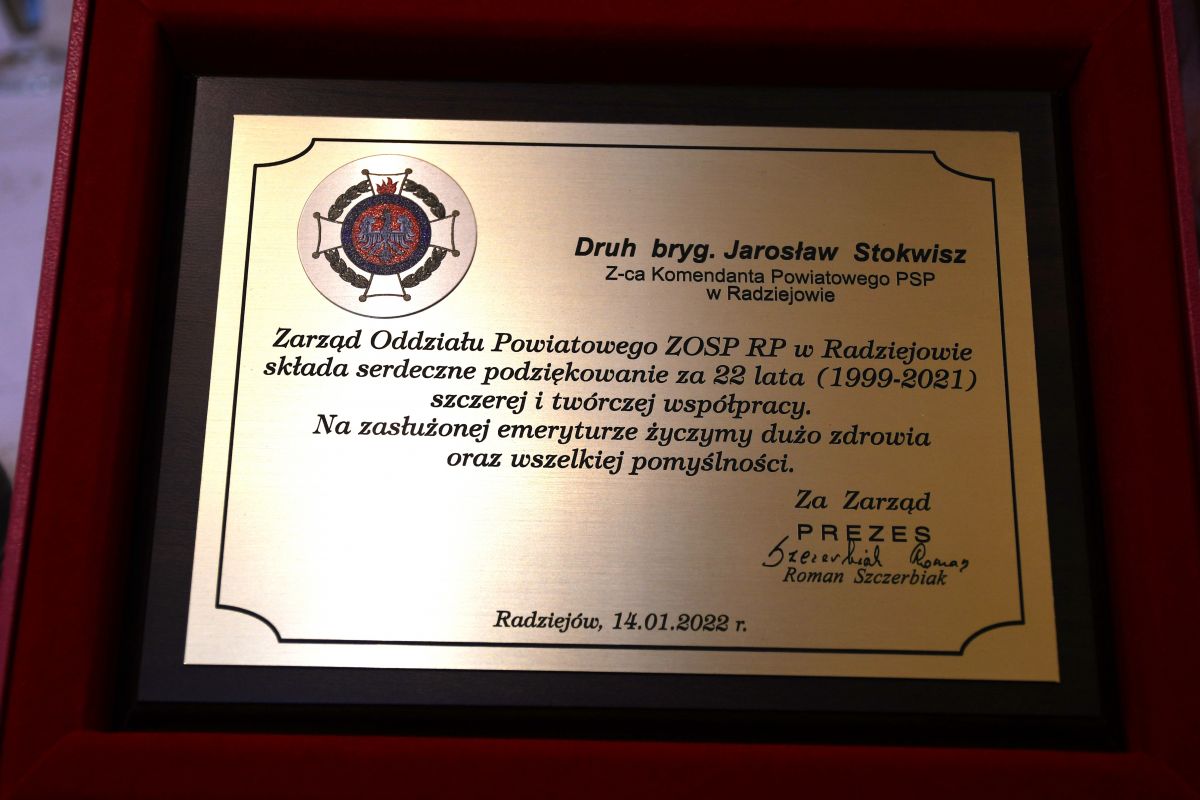 Druh bryg. Jarosław Stokwisz
Z-ca Komendanta Powiatowego PSP
w Radziejowie
Zarząd Oddziału Powiatowego ZOSP RP w Radziejowie
składa serdeczne podziękowanie za 22 lata (1999-2021)
szczerej i twórczej współpracy.
Na zasłużonej emeryturze życzymy dużo zdrowia
oraz wszelkiej pomyślności.
Za Zarząd
PREZES
Szczerbiak Roman
Roman Szczerbiak
Radziejów, 14.01.2022 r.